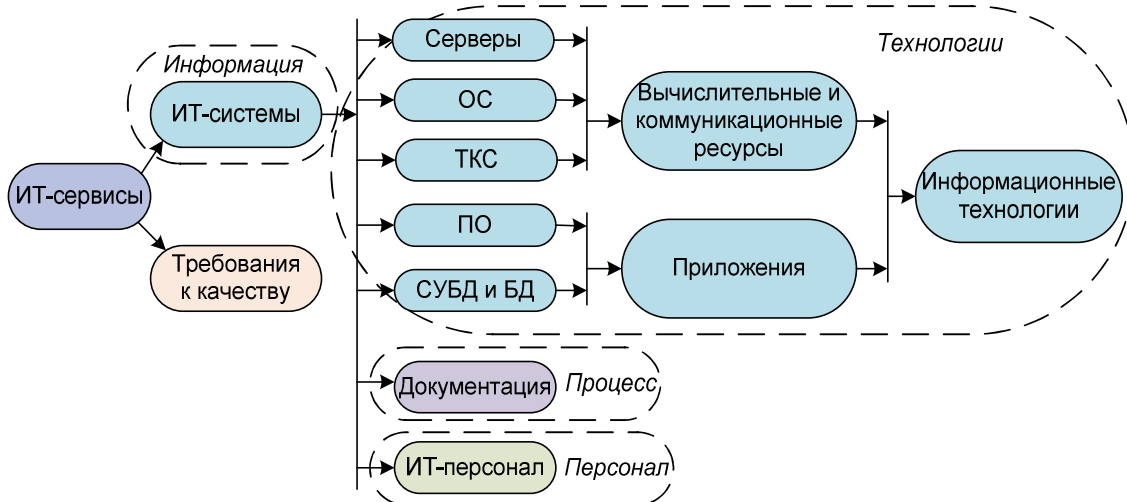 Серверы
Технологии
Информация
ИТ-системы
ОС
Вычислительные и
коммуникационные
ресурсы
ТКС
ИТ-сервисы
Информационные
технологии
ПО
Требования
к качеству
Приложения
СУБД и БД
Документация
Процесс
ИТ-персонал
Персонал